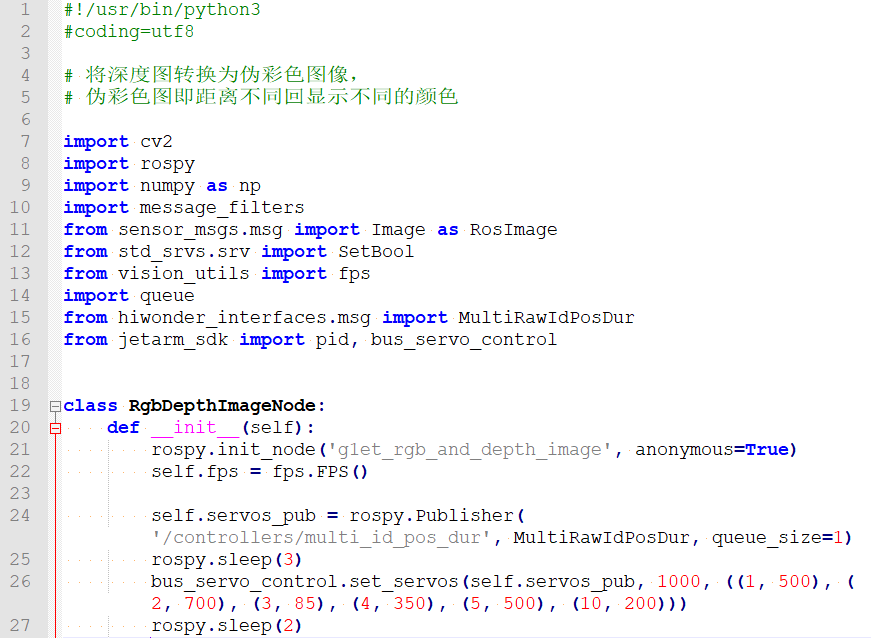 1 #!/usr/bin/python3
2 #coding=utf8
3
4 # 将深度图转换为伪彩色图像，
5 # 伪彩色图即距离不同回显示不同的颜色
6
7 import cv2
8 import rospy
9 import numpy as np
10 import message_filters
11 from sensor_msgs.msg import Image as RosImage
12 from std_srvs.srv import SetBool
13 from vision_utils import fps
14 import queue
15 from hiwonder_interfaces.msg import MultiRawIdPosDur
16 from jetarm_sdk import pid, bus_servo_control
17
18
19 class RgbDepthImageNode:
20     def __init__(self):
21         rospy.init_node('g1et_rgb_and_depth_image', anonymous=True)
22         self.fps = fps.FPS()
23
24         self.servos_pub = rospy.Publisher(
        '/controllers/multi_id_pos_dur', MultiRawIdPosDur, queue_size=1)
25         rospy.sleep(3)
26         bus_servo_control.set_servos(self.servos_pub, 1000, ((1, 500), (
        2, 700), (3, 85), (4, 350), (5, 500), (10, 200)))
27         rospy.sleep(2)